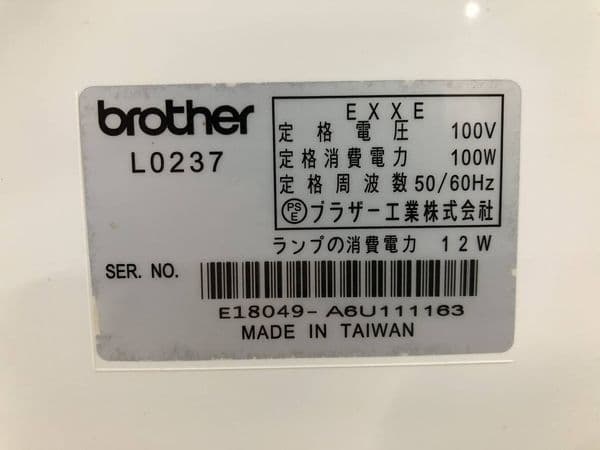 brother
L0237
EXXE
定格電圧 100V
定格消費電力 100W
定格周波数 50/60Hz
PSE ブラザー工業株式会社
ランプの消費電力 12W
SER. NO.
E18049-A6U111163
MADE IN TAIWAN